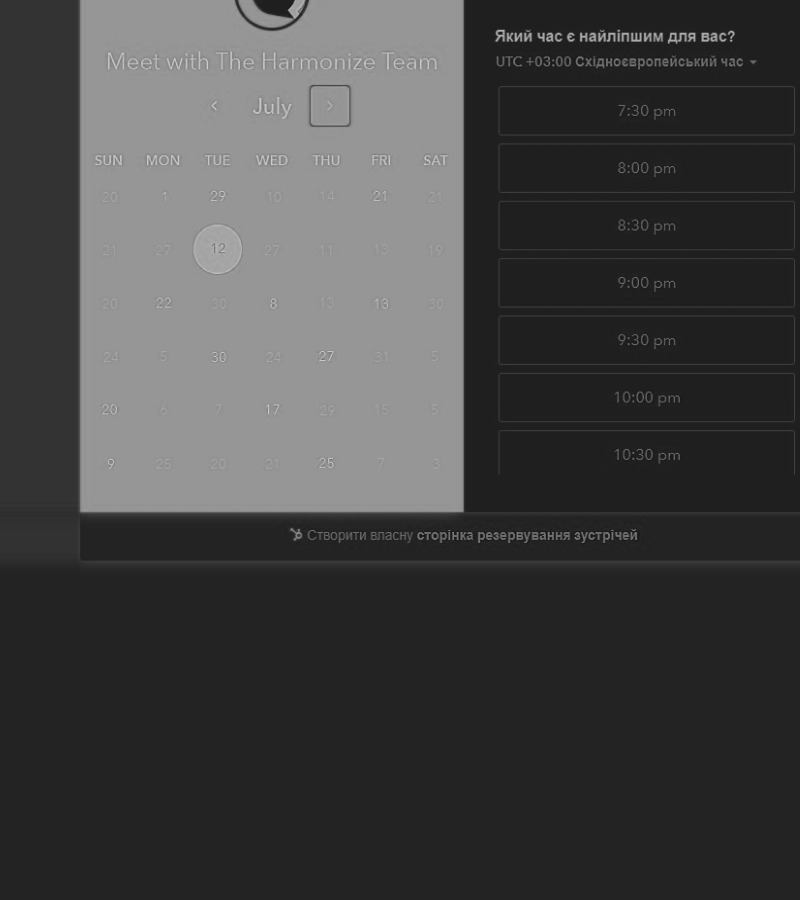 Meet with The Harmonize Team
July
SUN MON TUE WED THU FRI SAT
20 1 29 10 14 21 21
21 27 12 27 11 13 19
20 22 30 8 13 13 30
24 5 30 24 27 31 5
20 6 7 17 29 15 5
9 25 20 21 25 7 3
Який час є найліпшим для вас?
UTC +03:00 Східноєвропейський час
7:30 pm
8:00 pm
8:30 pm
9:00 pm
9:30 pm
10:00 pm
10:30 pm
Створити власну сторінка резервування зустрічей